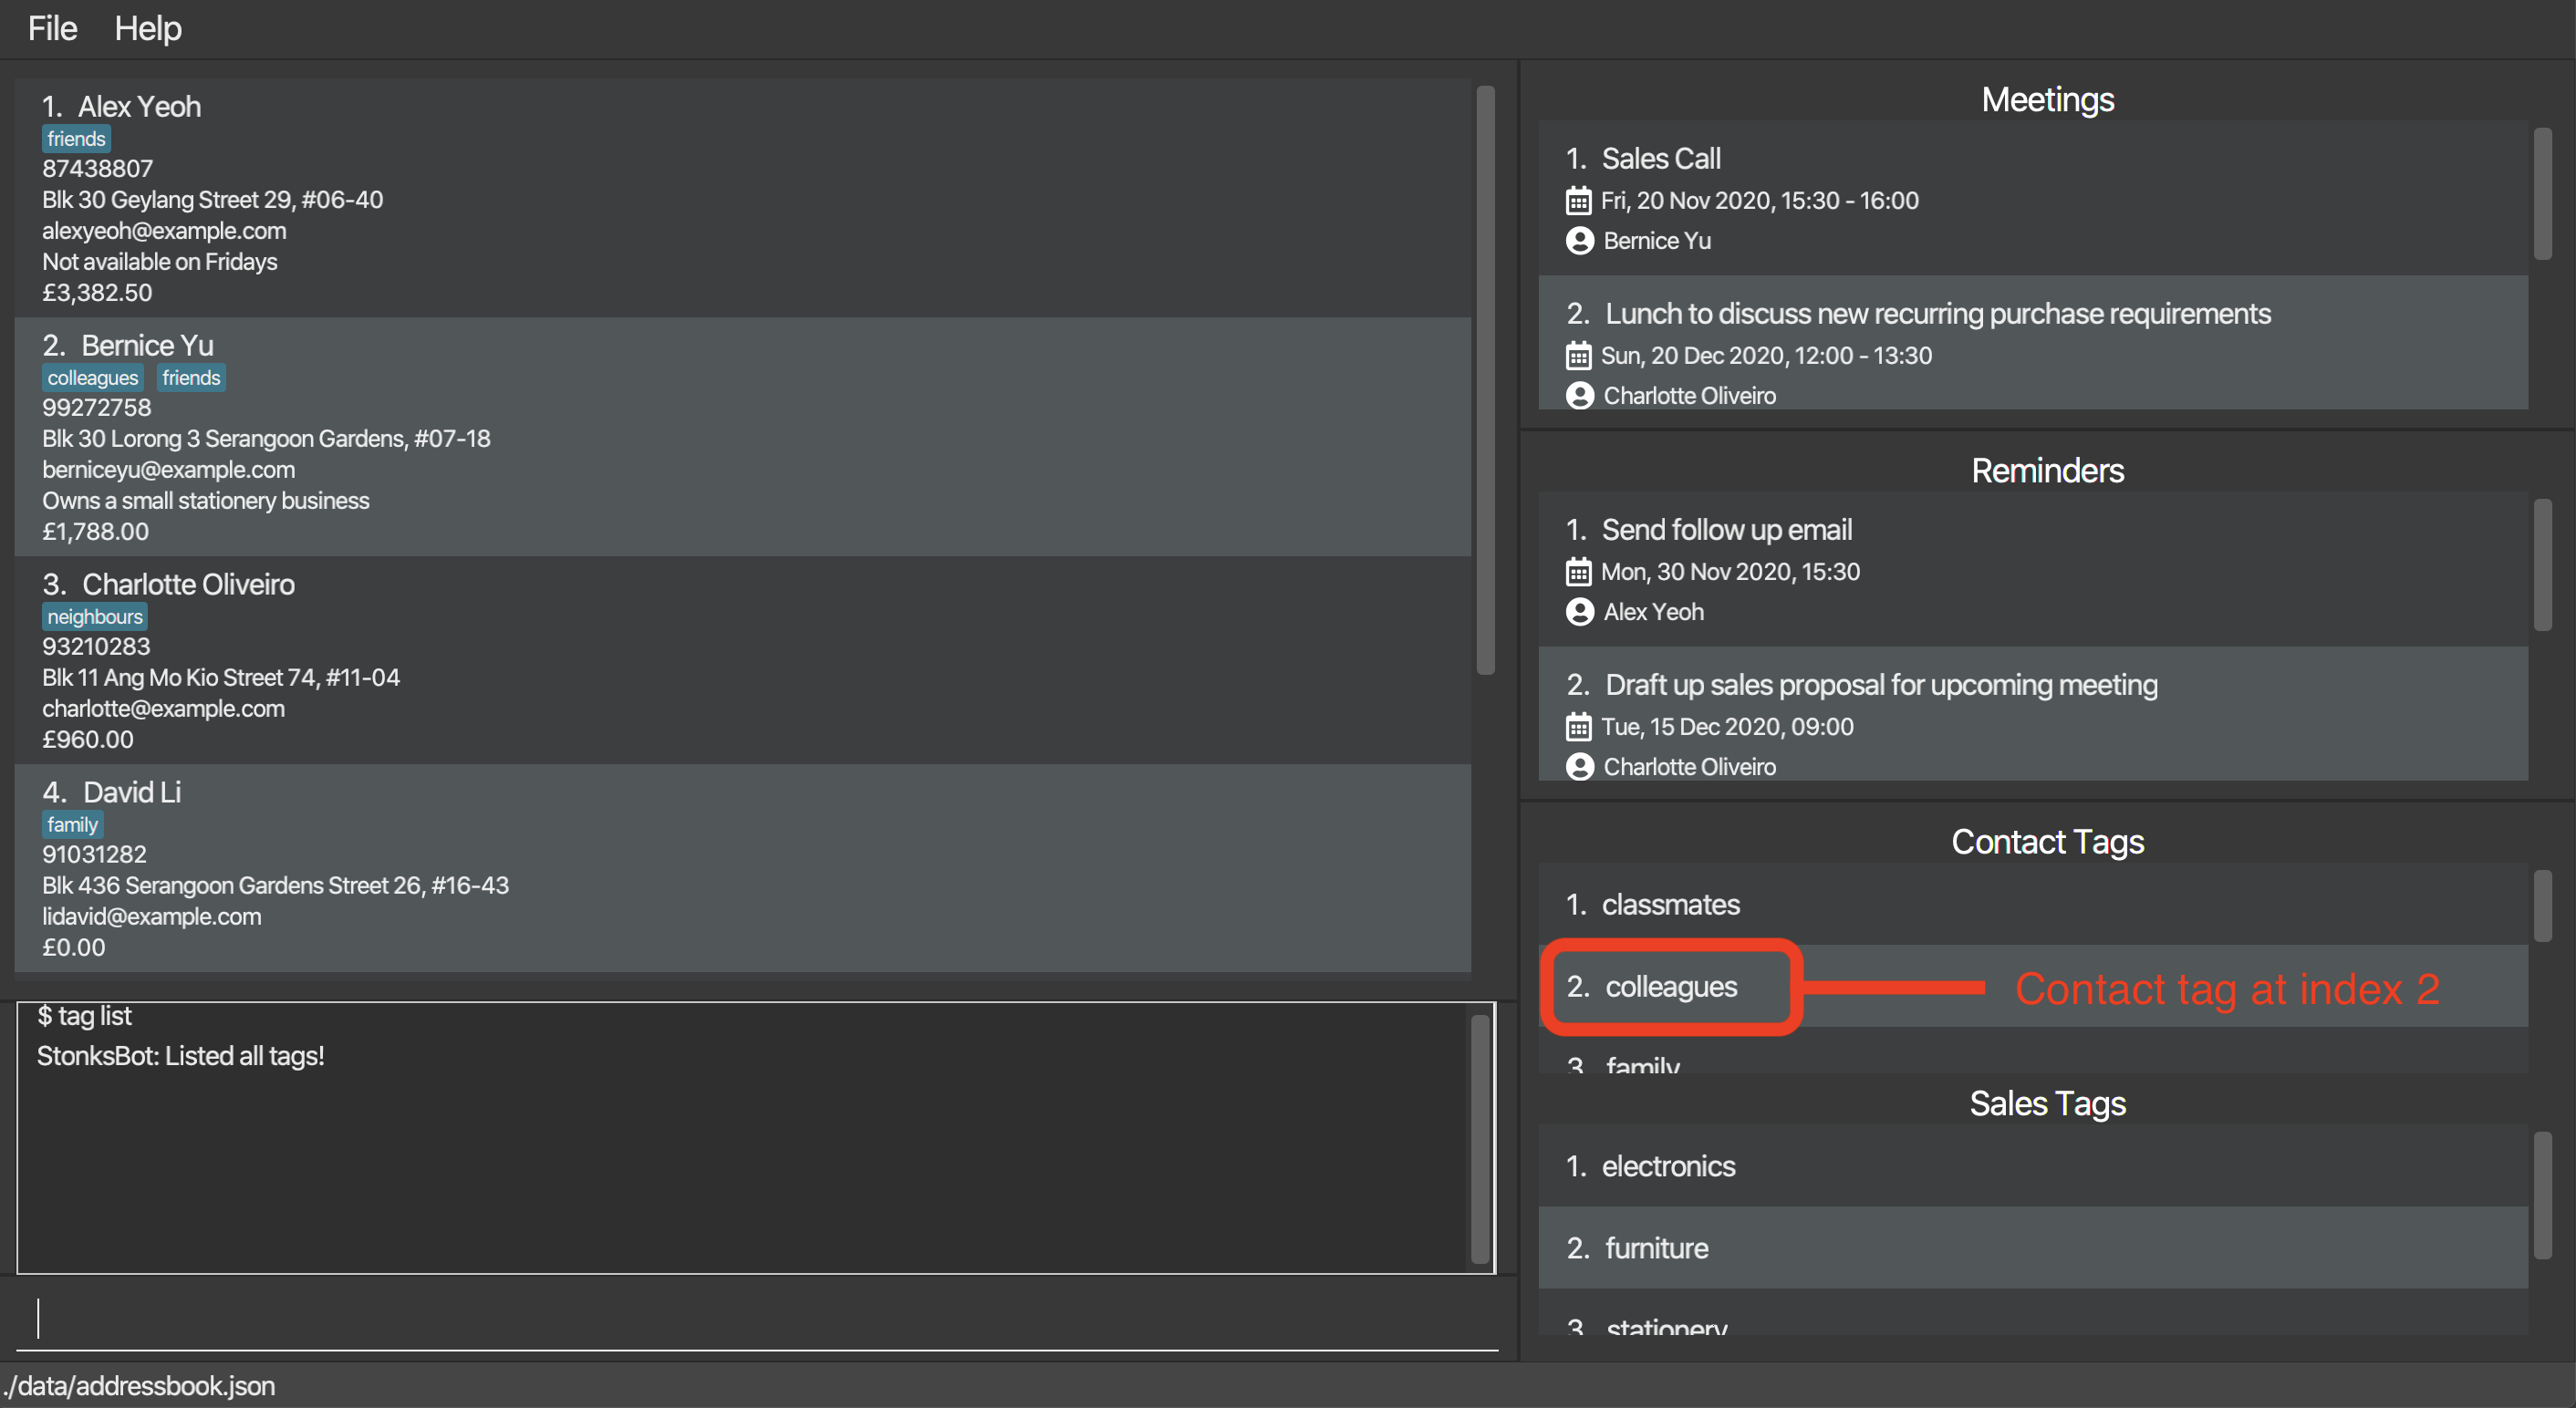 File Help
1. Alex Yeoh
friends
87438807
Blk 30 Geylang Street 29, #06-40
alexyeoh@example.com
Not available on Fridays
£3,382.50
2. Bernice Yu
colleagues friends
99272758
Blk 30 Lorong 3 Serangoon Gardens, #07-18
berniceyu@example.com
Owns a small stationery business
£1,788.00
3. Charlotte Oliveiro
neighbours
93210283
Blk 11 Ang Mo Kio Street 74, #11-04
charlotte@example.com
£960.00
4. David Li
family
91031282
Blk 436 Serangoon Gardens Street 26, #16-43
lidavid@example.com
£0.00
$ tag list
StonksBot: Listed all tags!
./data/addressbook.json
Meetings
1. Sales Call
Fri, 20 Nov 2020, 15:30 - 16:00
Bernice Yu
2. Lunch to discuss new recurring purchase requirements
Sun, 20 Dec 2020, 12:00 - 13:30
Charlotte Oliveiro
Reminders
1. Send follow up email
Mon, 30 Nov 2020, 15:30
Alex Yeoh
2. Draft up sales proposal for upcoming meeting
Tue, 15 Dec 2020, 09:00
Charlotte Oliveiro
Contact Tags
1. classmates
2. colleagues
Contact tag at index 2
3. family
Sales Tags
1. electronics
2. furniture
3. stationery